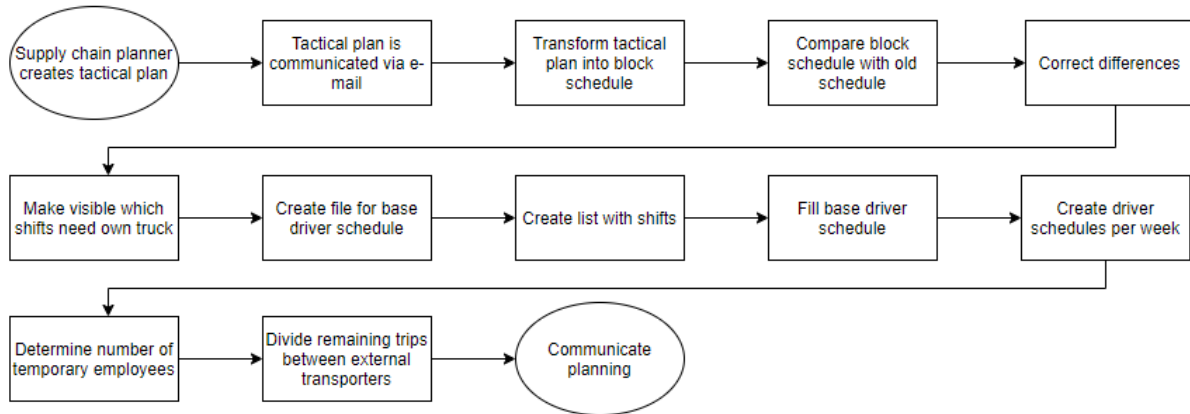 Supply chain planner
creates tactical plan
Tactical plan is
communicated via e-
mail
Transform tactical
plan into block
schedule
Compare block
schedule with old
schedule
Correct differences
Make visible which
shifts need own truck
Create file for base
driver schedule
Create list with shifts
Fill base driver
schedule
Create driver
schedules per week
Determine number of
temporary employees
Divide remaining trips
between external
transporters
Communicate
planning